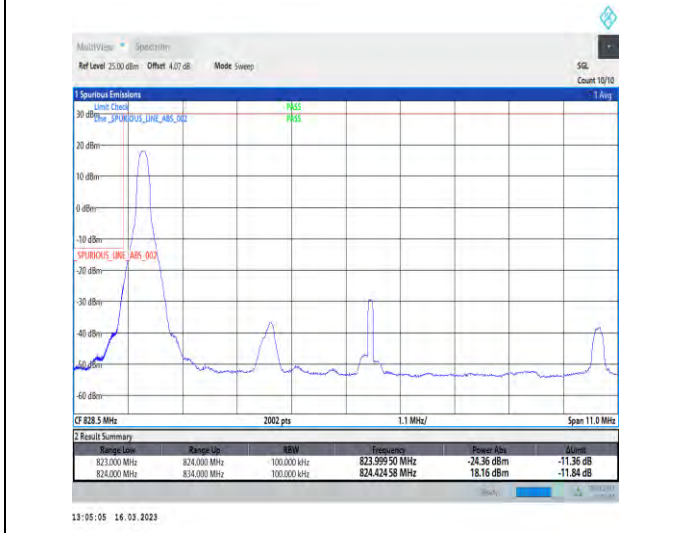 MultiView Spectrum
Ref Level 25.00 dBm Offset 4.07 dB Mode Sweep SGL
Count 10/10
1 Spurious Emissions 1 Avg
Limit Check PASS
30 dBm
Line _SPURIOUS_LINE_ABS_002 PASS
20 dBm
10 dBm
0 dBm
-10 dBm
_SPURIOUS_LINE_ABS_002
-20 dBm
-30 dBm
-40 dBm
-50 dBm
-60 dBm
CF 828.5 MHz 2002 pts 1.1 MHz/ Span 11.0 MHz
2 Result Summary
Range Low Range Up RBW Frequency Power Abs ΔLimit
823.000 MHz 824.000 MHz 100.000 kHz 823.999 50 MHz -24.36 dBm -11.36 dB
824.000 MHz 834.000 MHz 100.000 kHz 824.424 58 MHz 18.16 dBm -11.84 dB
Ready
13:05:05 16.03.2023